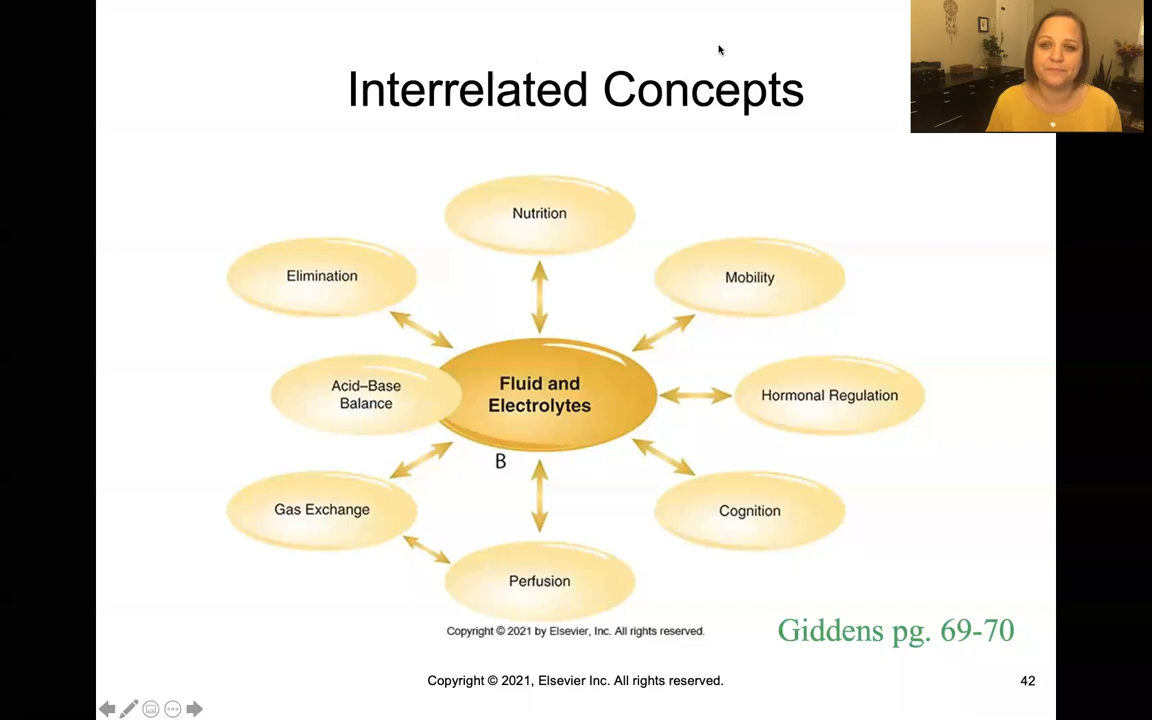 Interrelated Concepts
Nutrition
Elimination
Mobility
Acid–Base
Balance
Fluid and
Electrolytes
Hormonal Regulation
B
Gas Exchange
Cognition
Perfusion
Copyright © 2021 by Elsevier, Inc. All rights reserved.
Giddens pg. 69-70
Copyright © 2021, Elsevier Inc. All rights reserved.
42